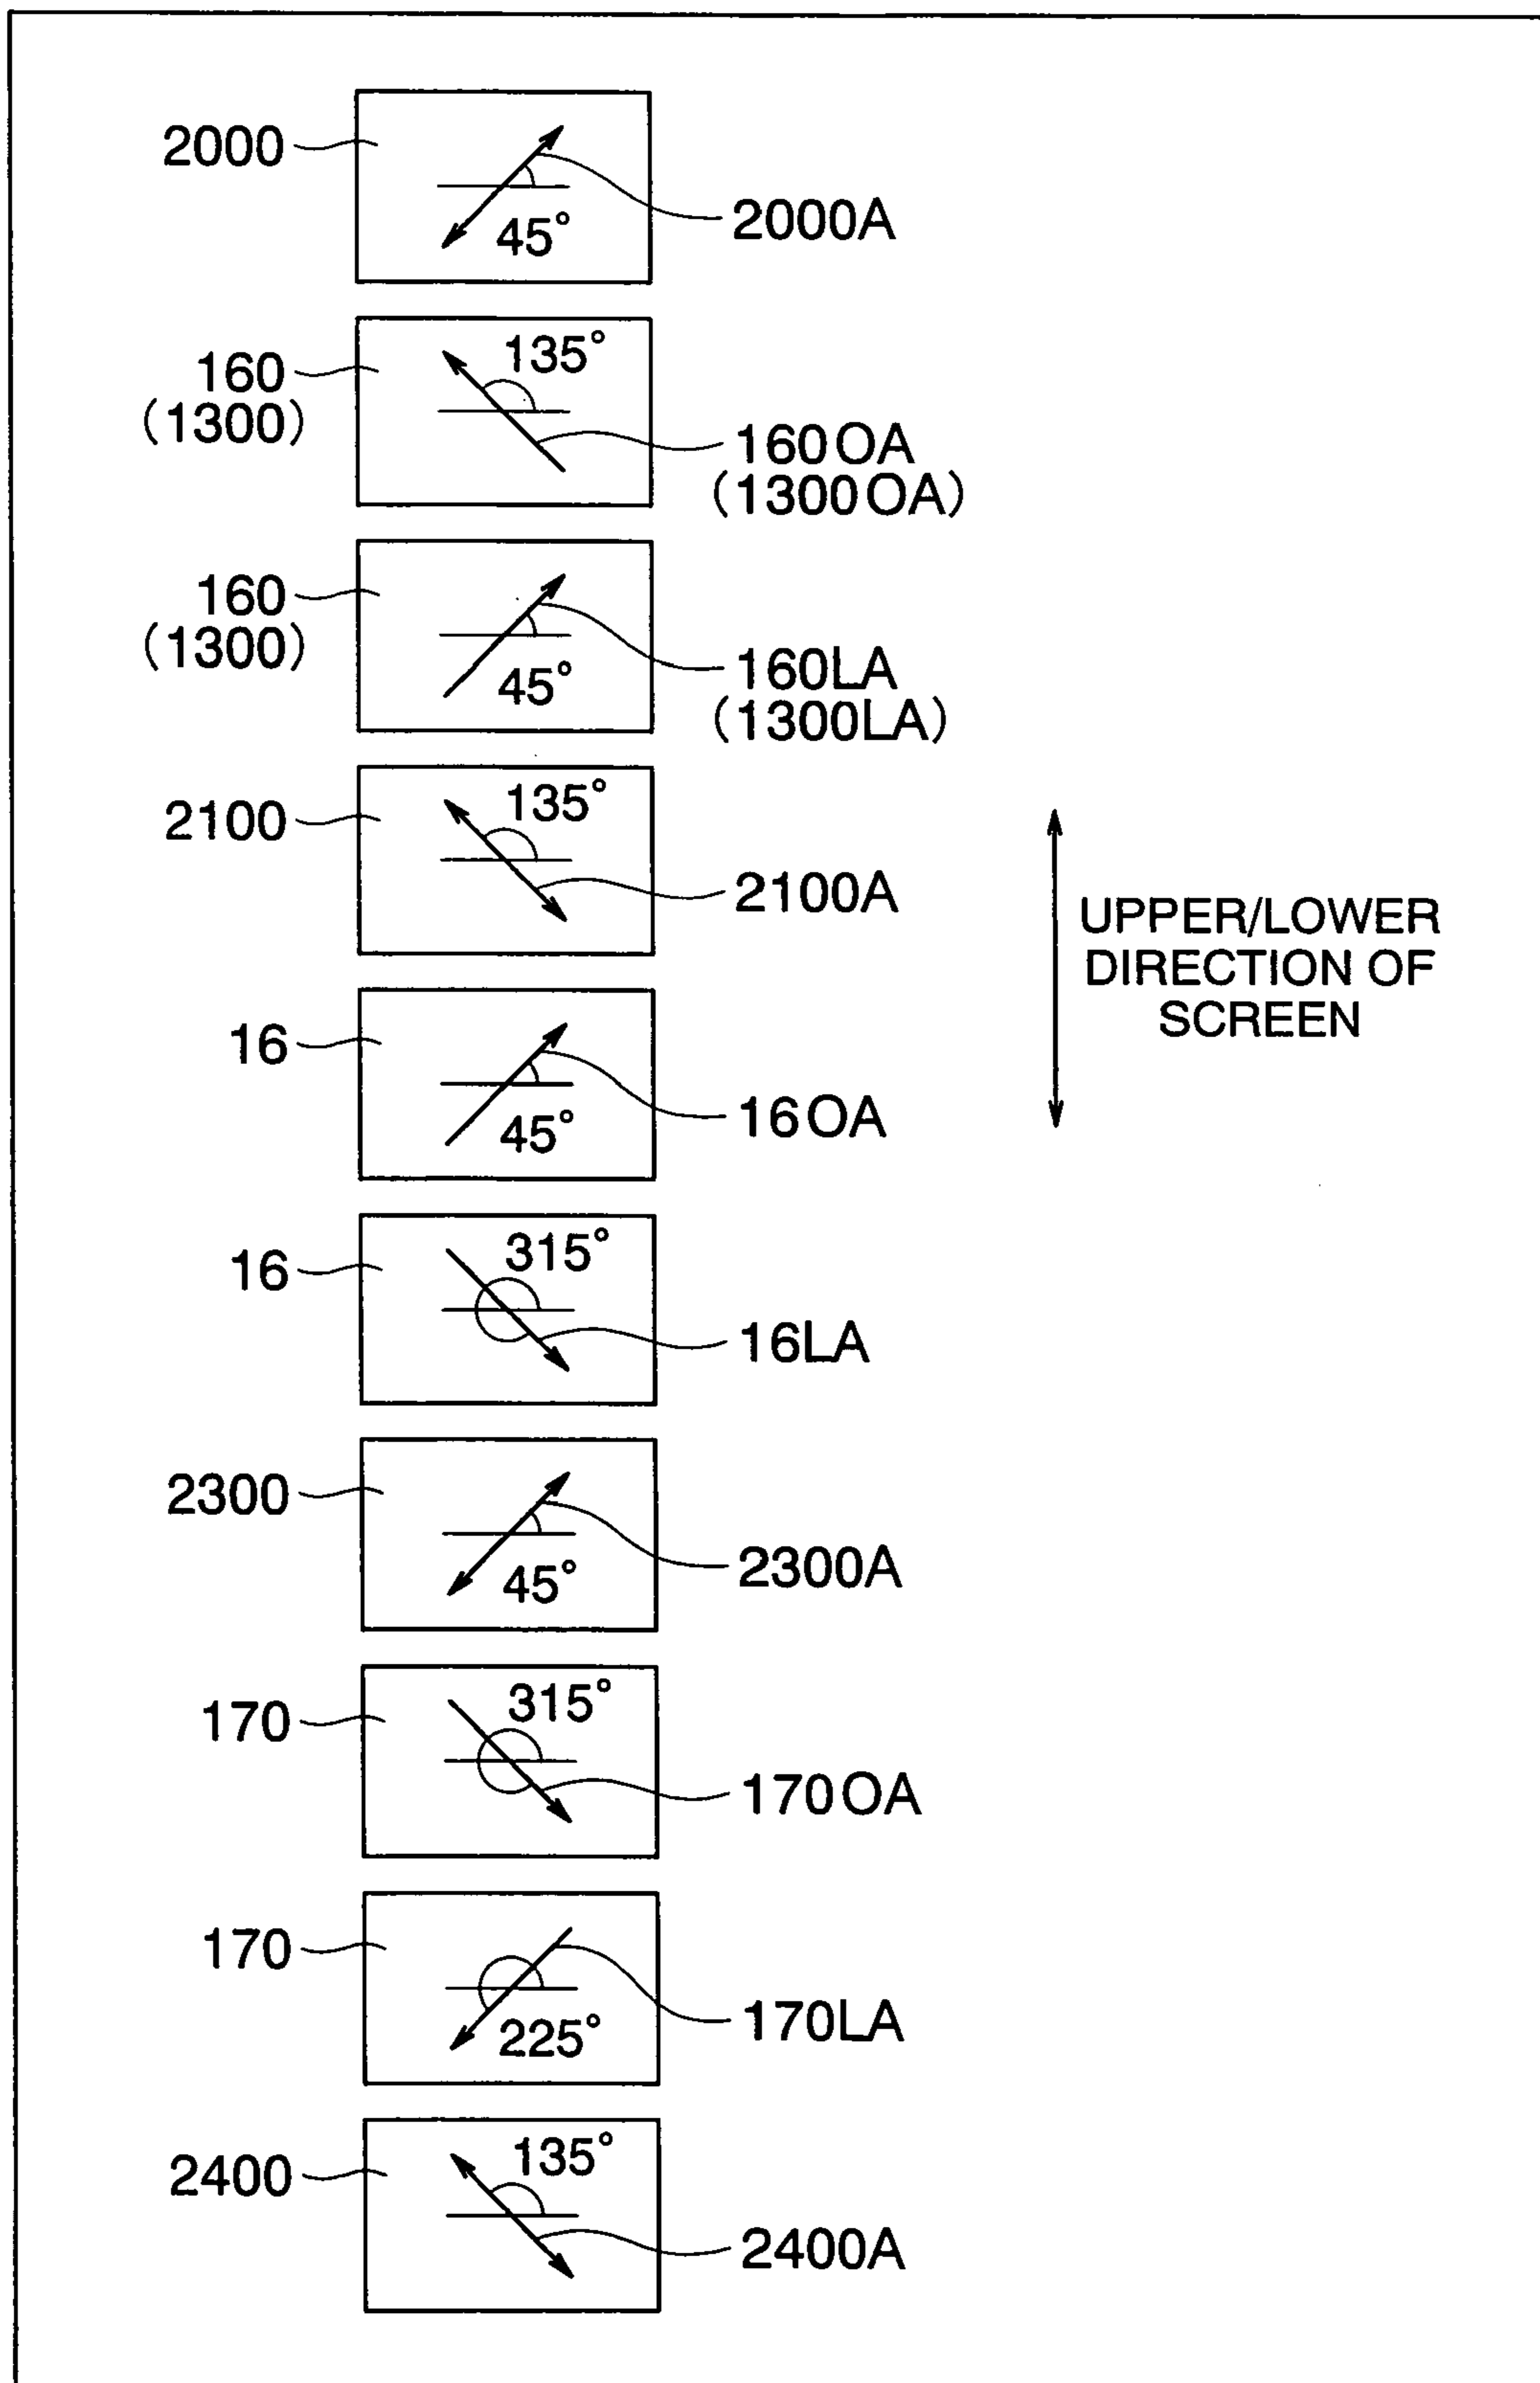 2000
45°
2000A
135°
160
(1300)
160OA
(1300OA)
160
(1300)
45°
160LA
(1300LA)
135°
2100
2100A
UPPER/LOWER
DIRECTION OF
SCREEN
16
45°
16OA
315°
16
16LA
2300
45°
2300A
315°
170
170OA
170
225°
170LA
135°
2400
2400A